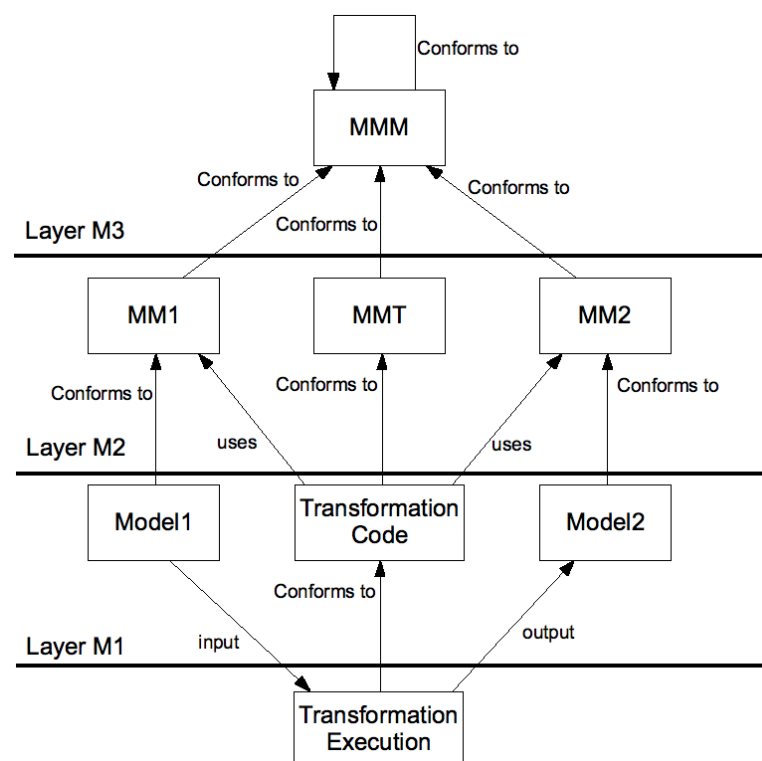 Conforms to
MMM
Conforms to
Conforms to
Conforms to
Layer M3
MM1
MMT
MM2
Conforms to
Conforms to
Conforms to
uses
uses
Layer M2
Model1
Transformation
Code
Model2
Conforms to
input
output
Layer M1
Transformation
Execution